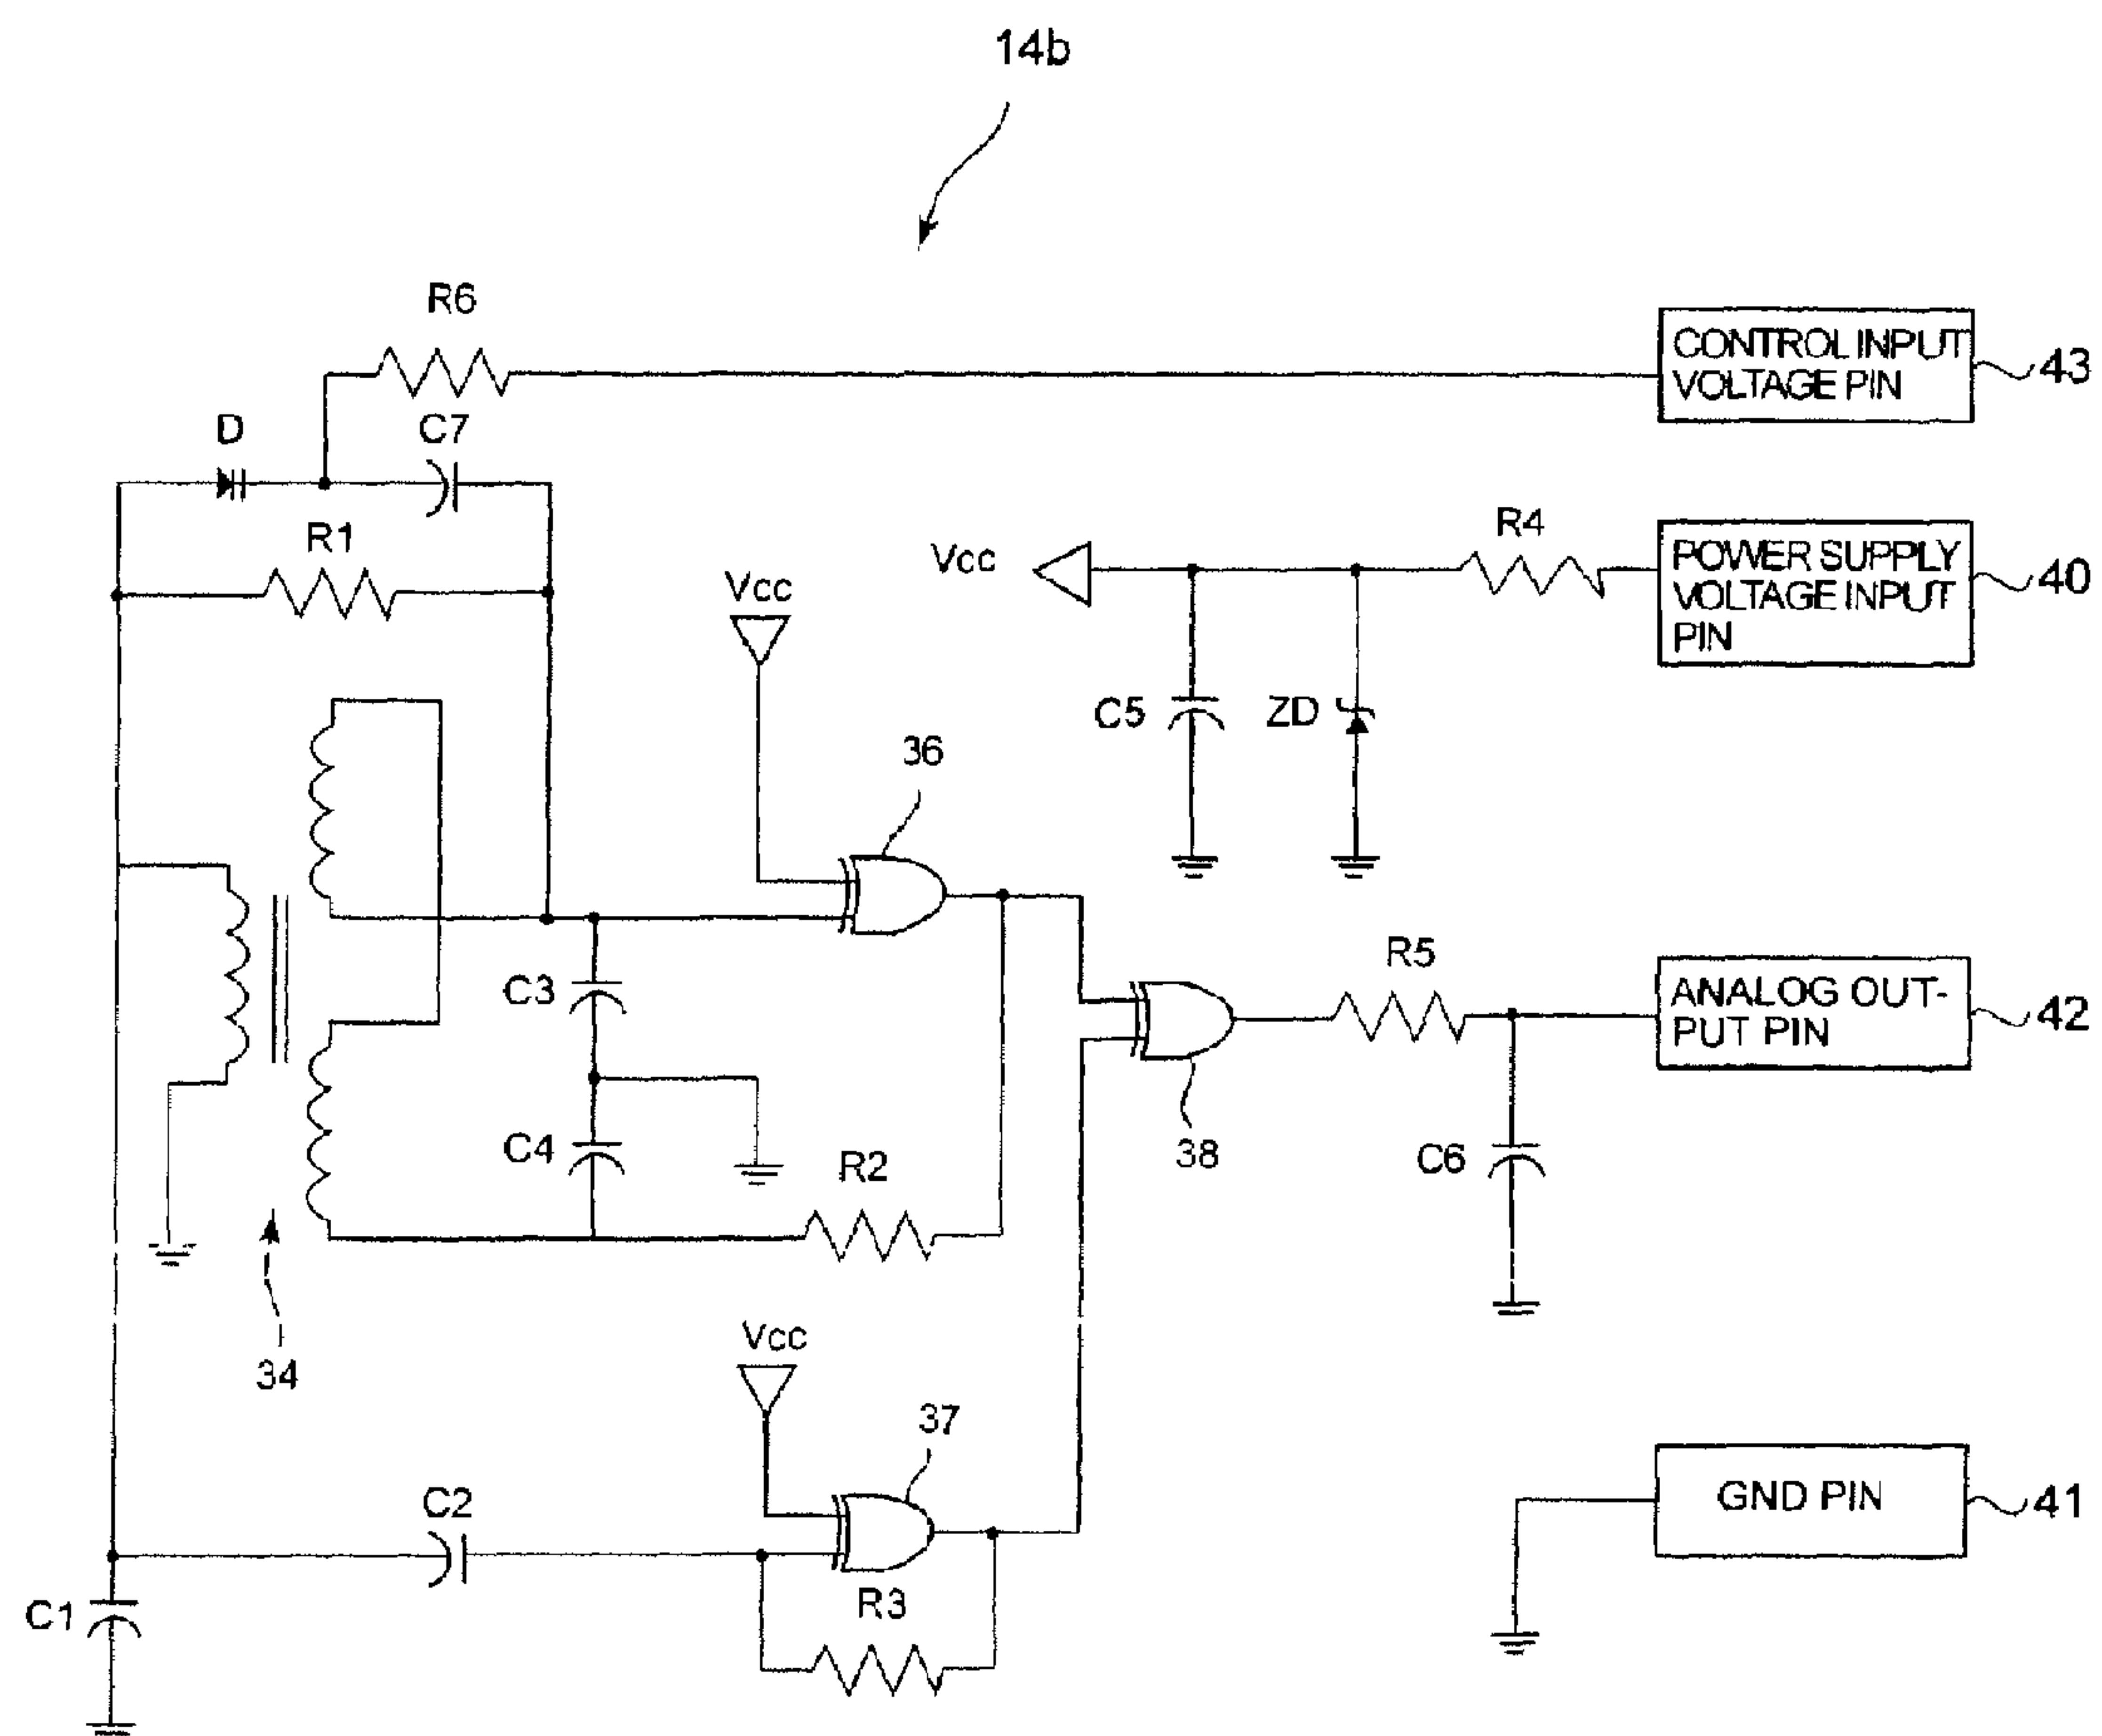 14b
R6
CONTROL INPUT
VOLTAGE PIN
43
D
C7
R1
R4
Vcc
POWER SUPPLY
VOLTAGE INPUT
PIN
40
Vcc
C5
ZD
36
R5
C3
ANALOG OUT-
PUT PIN
42
C4
R2
38
C6
34
Vcc
37
C2
GND PIN
41
R3
C1